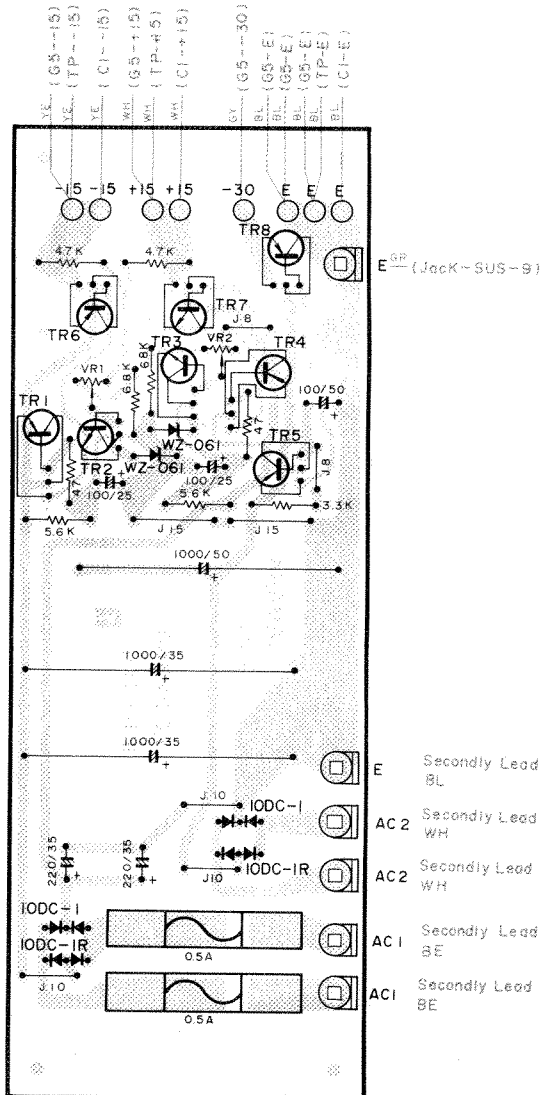 YE (G5--15)
YE (TP--15)
YE (C1--15)
WH (G5-+15)
WH (TP-+15)
WH (C1-+15)
GY (G5--30)
BL (G5-E)
BL (G5-E)
BL (G5-E)
BL (TP-E)
BL (C1-E)
-15 -15 +15 +15 -30 E E E
TR8
4.7K 4.7K
E GR (Jack-SUS-9)
TR6 TR7
J.8
TR3 VR2 TR4
VR1 6.8K 6.8K
TR1 100/50 +
WZ-061 47
TR2 WZ-061 TR5
47 100/25 + 100/25 + J.8
5.6K 3.3K
5.6K J.15 J.15
1000/50 +
1000/35 +
1000/35 +
E Secondly Lead
BL
J.10 10DC-1
AC2 Secondly Lead
WH
220/35 + 220/35 + J10 10DC-1R
AC2 Secondly Lead
WH
10DC-1
10DC-1R
0.5A
AC1 Secondly Lead
BE
J.10
0.5A
AC1 Secondly Lead
BE